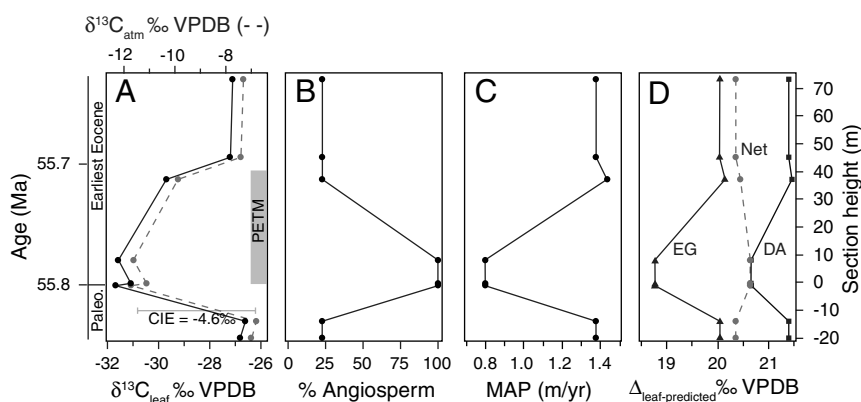 δ¹³Cₐₜₘ ‰ VPDB (- -)
-12 -10 -8
A
B
C
D
Age (Ma)
55.7
55.8
Earliest Eocene
Paleo.
PETM
CIE = -4.6‰
Net
EG
DA
70
60
50
40
30
20
10
0
-10
-20
Section height (m)
-32 -30 -28 -26
0 25 50 75 100
0.8 1.0 1.2 1.4
19 20 21
δ¹³C_leaf ‰ VPDB
% Angiosperm
MAP (m/yr)
Δ_leaf-predicted ‰ VPDB